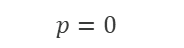 p = 0